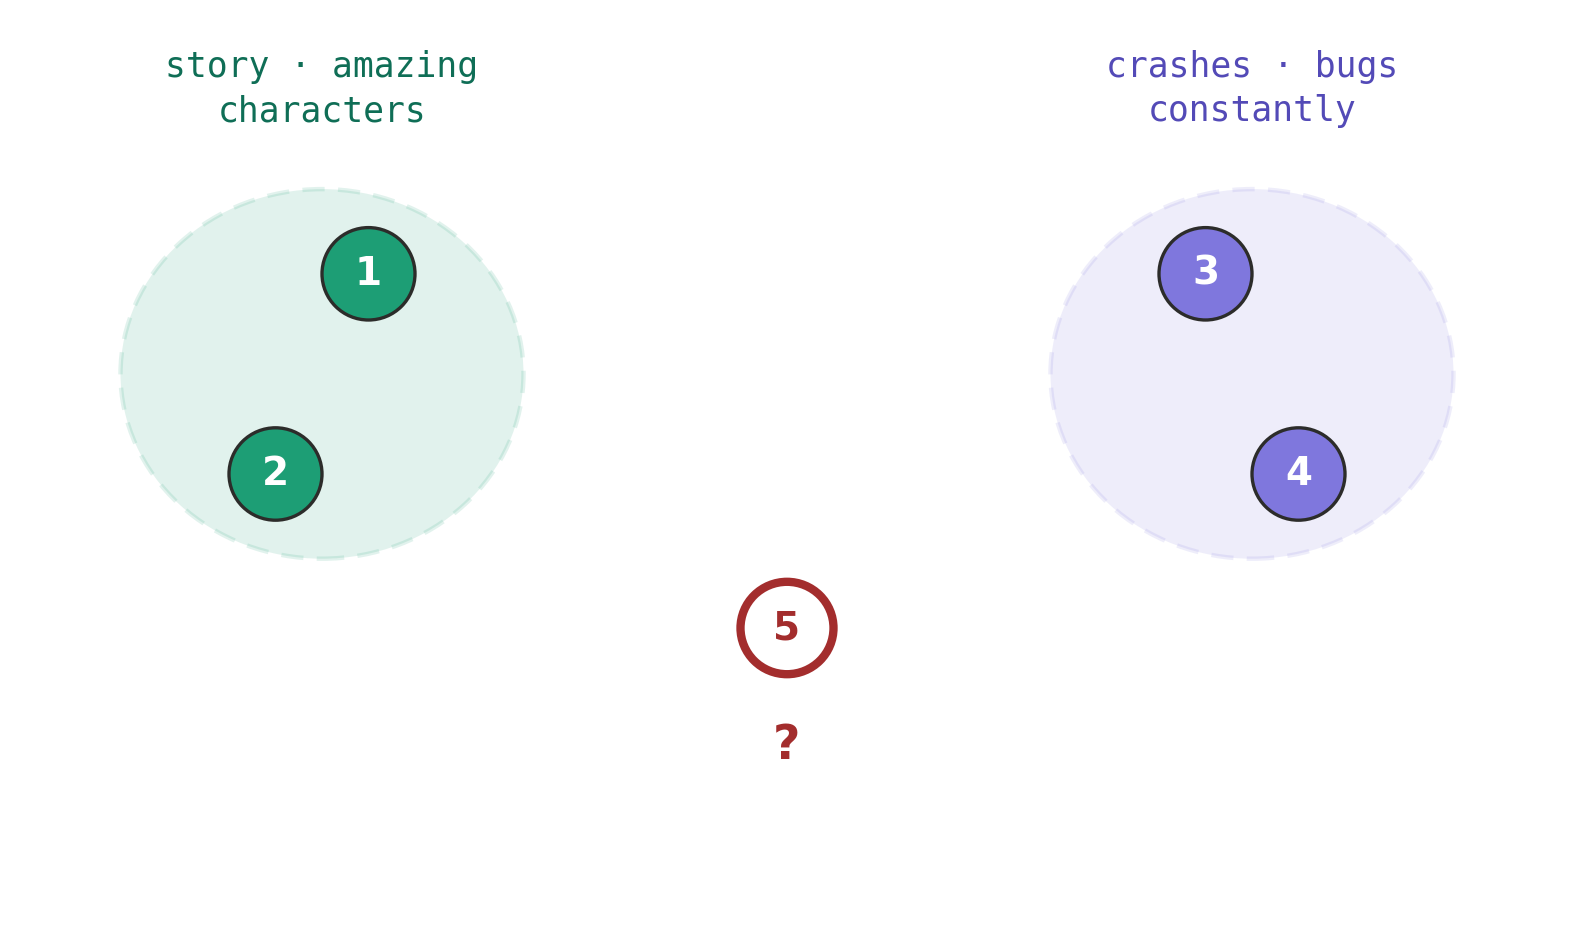 story · amazing
characters
crashes · bugs
constantly
1
3
2
4
5
?